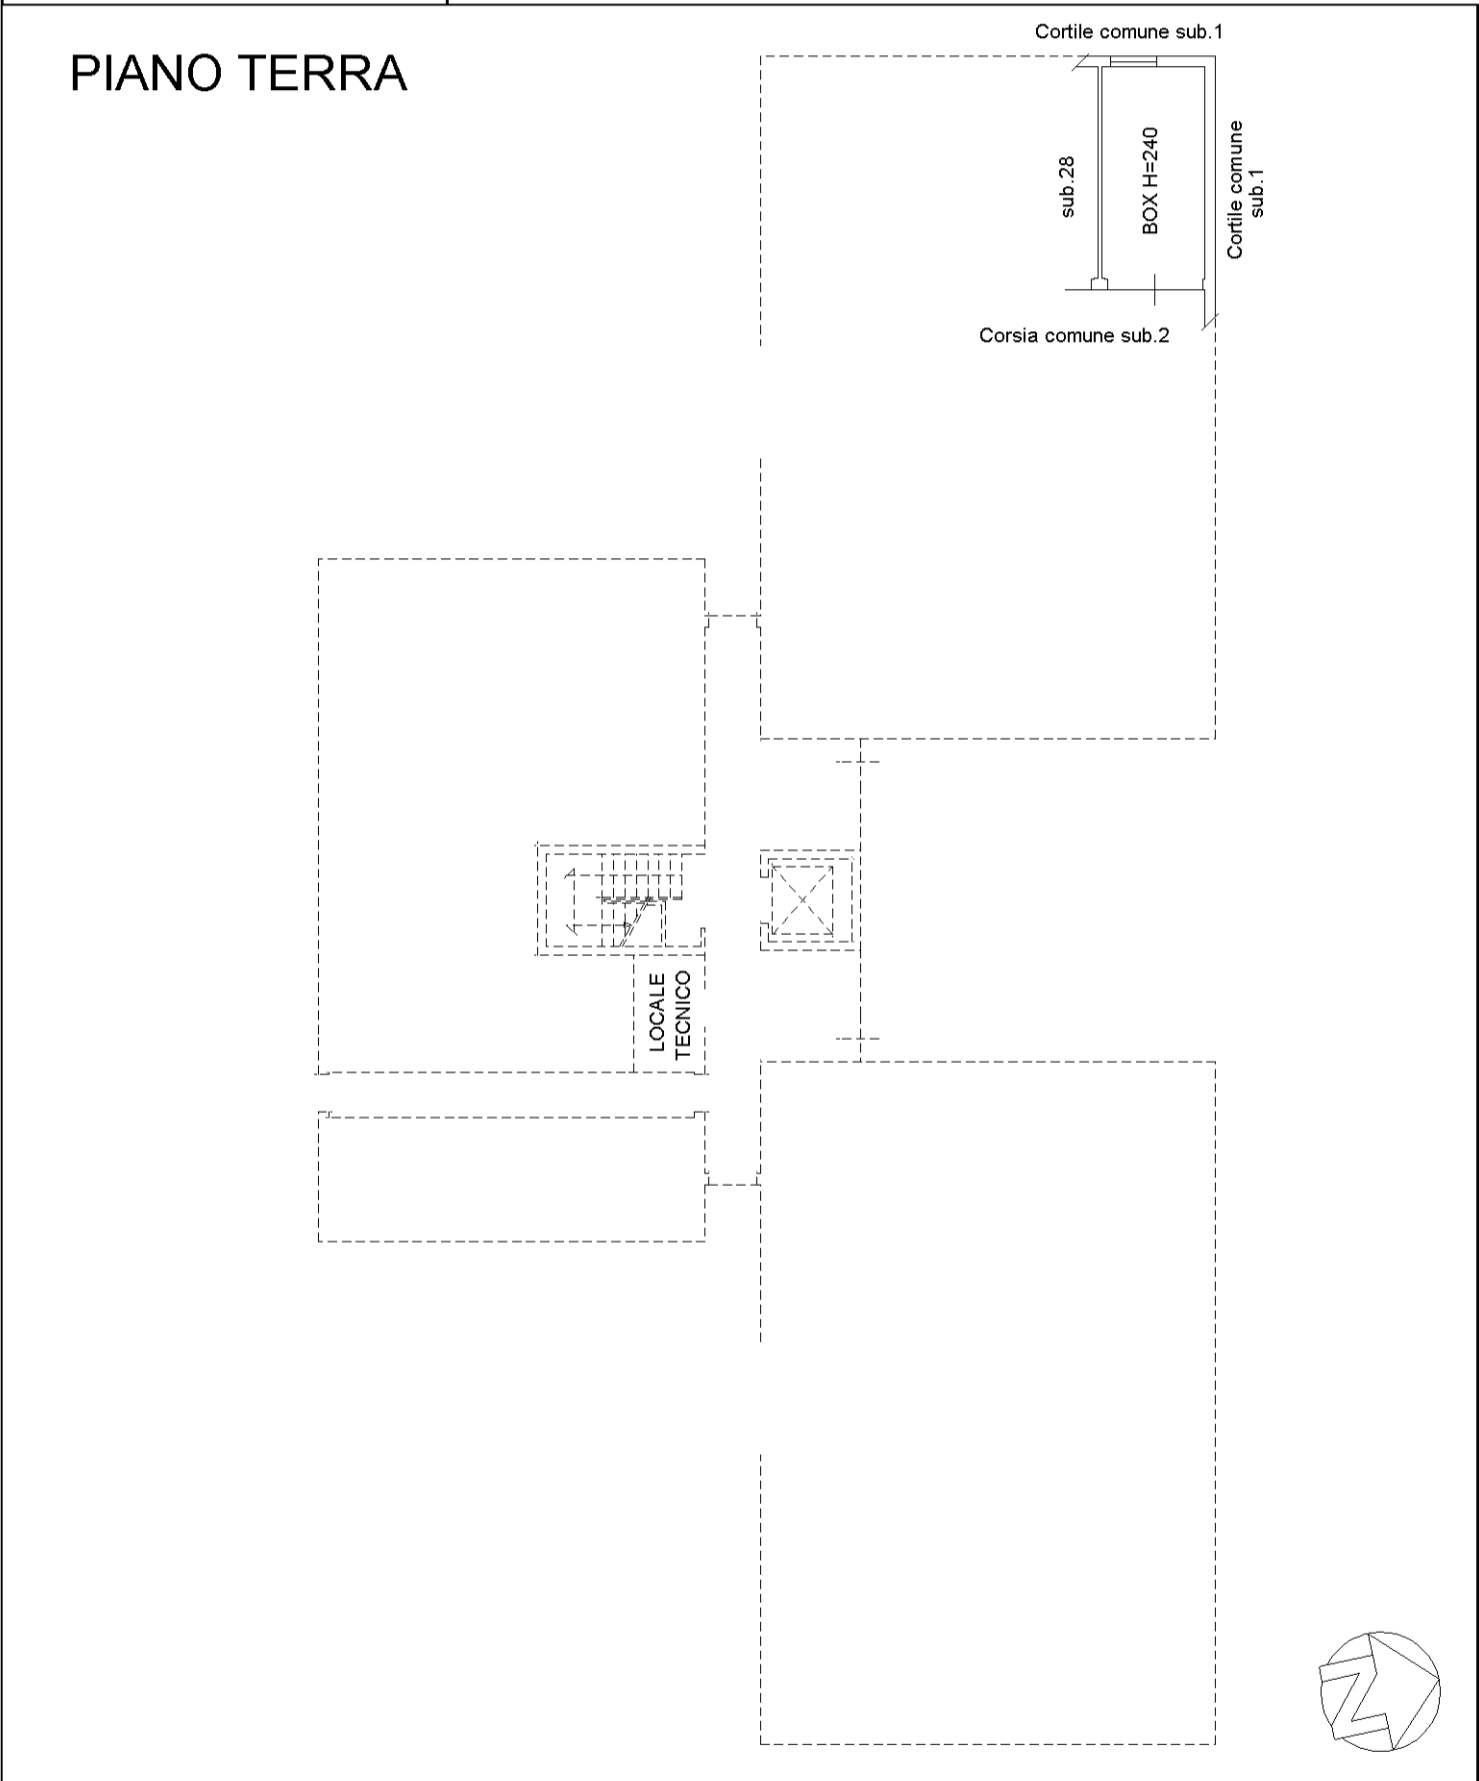 Cortile comune sub.1
PIANO TERRA
sub.28
BOX H=240
Cortile comune
sub.1
Corsia comune sub.2
LOCALE
TECNICO
N